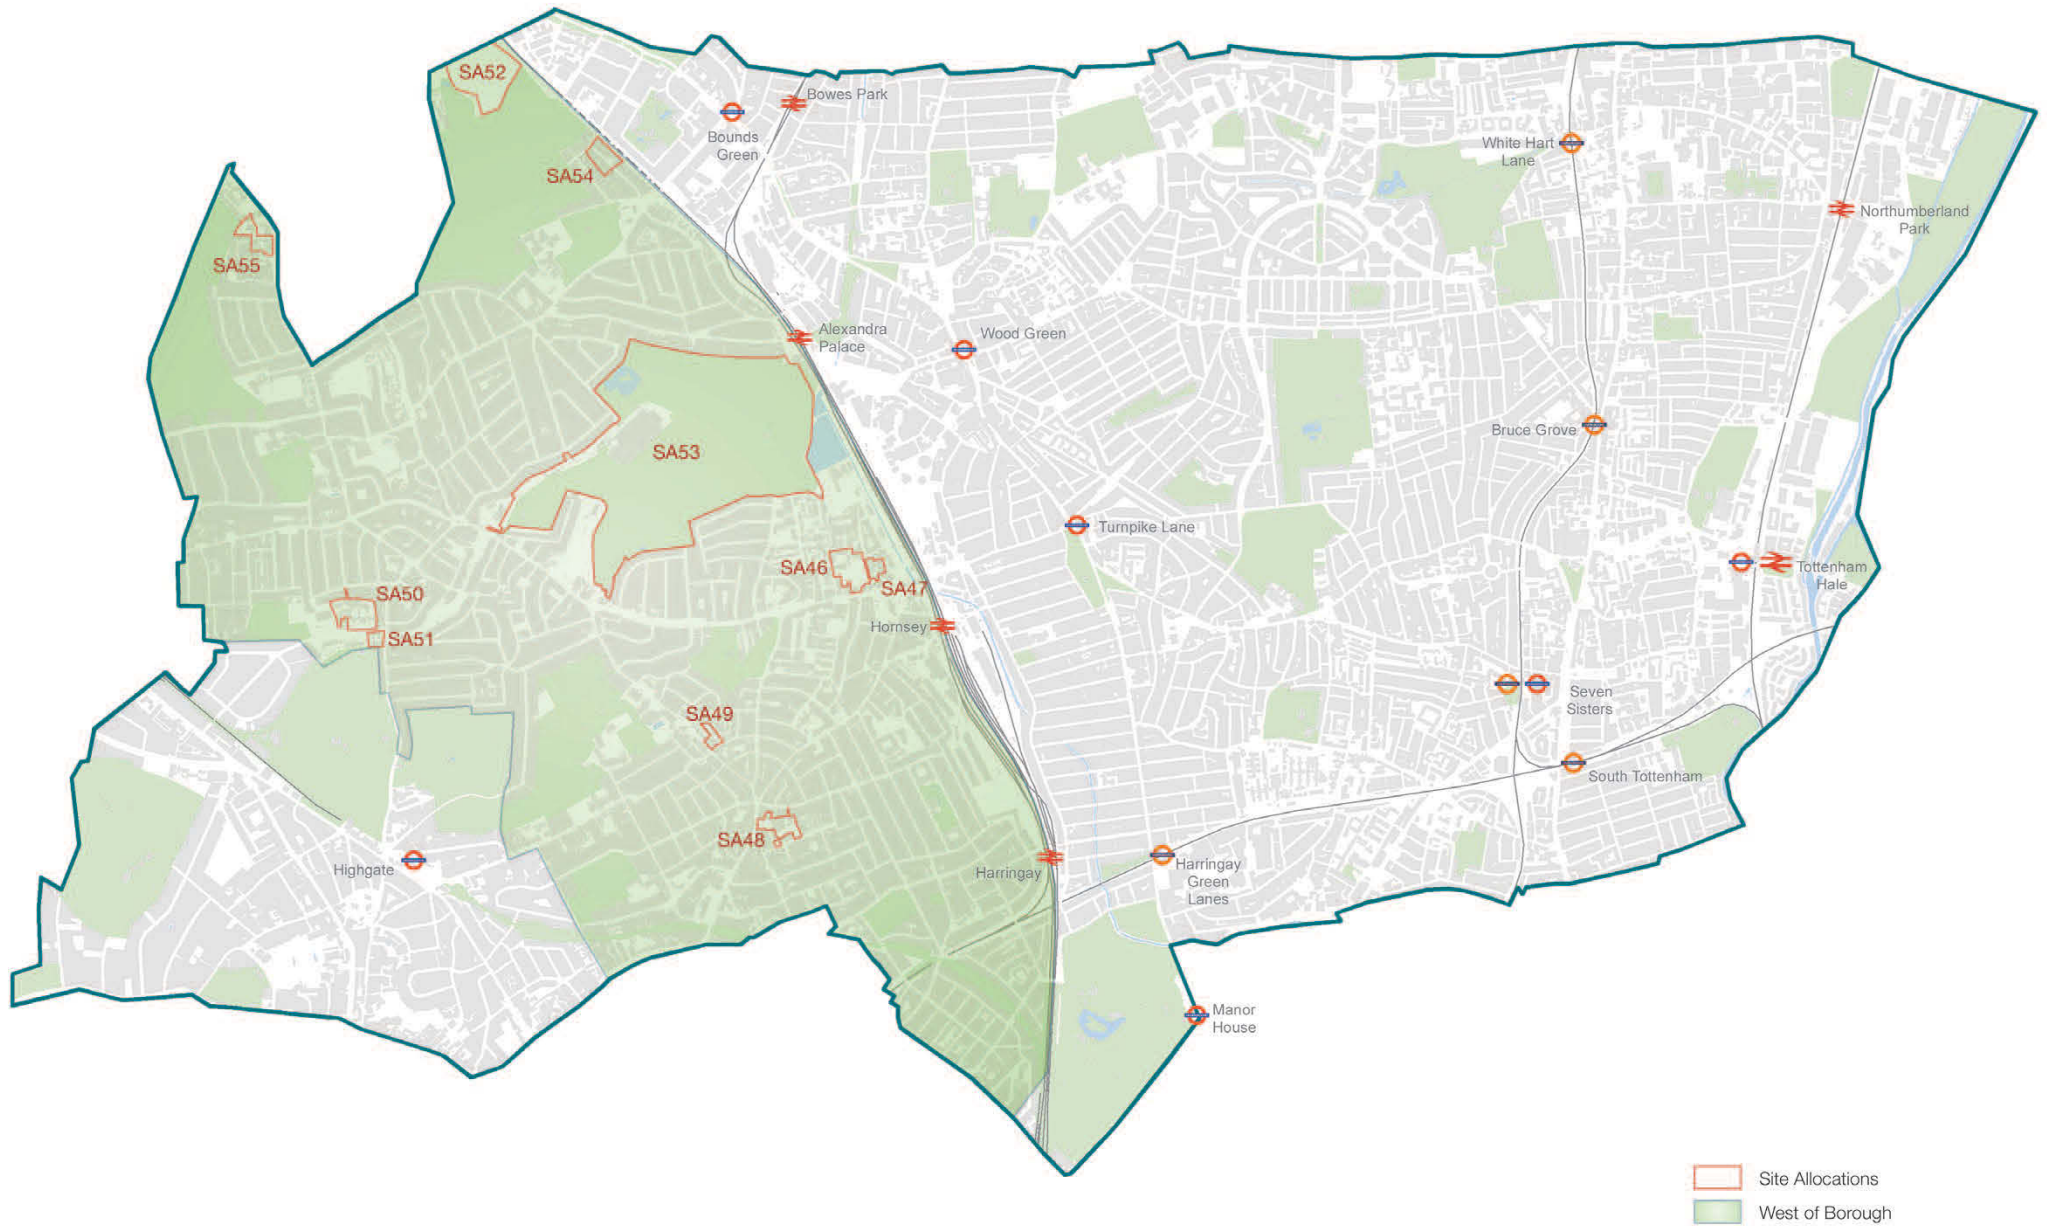 SA52
Bowes Park
Bounds
Green
White Hart
Lane
SA54
Northumberland
Park
SA55
Alexandra
Palace
Wood Green
Bruce Grove
SA53
Turnpike Lane
SA46
SA47
Tottenham
Hale
SA50
Hornsey
SA51
Seven
Sisters
SA49
South Tottenham
SA48
Highgate
Harringay
Harringay
Green
Lanes
Manor
House
Site Allocations
West of Borough